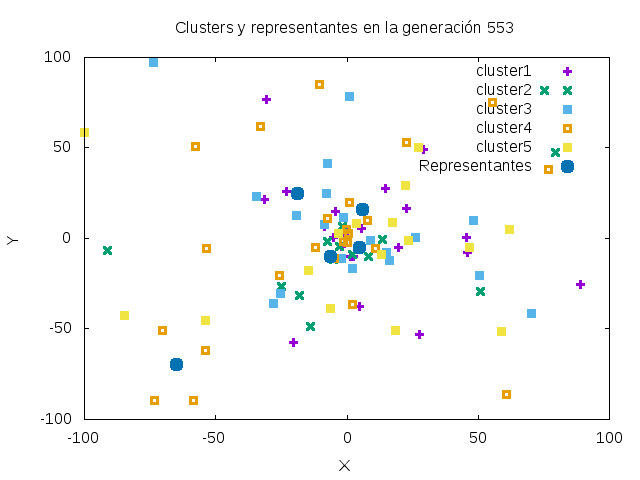 Clusters y representantes en la generación 553
100
50
0
-50
-100
Y
cluster1
cluster2
cluster3
cluster4
cluster5
Representantes
-100
-50
0
50
100
X